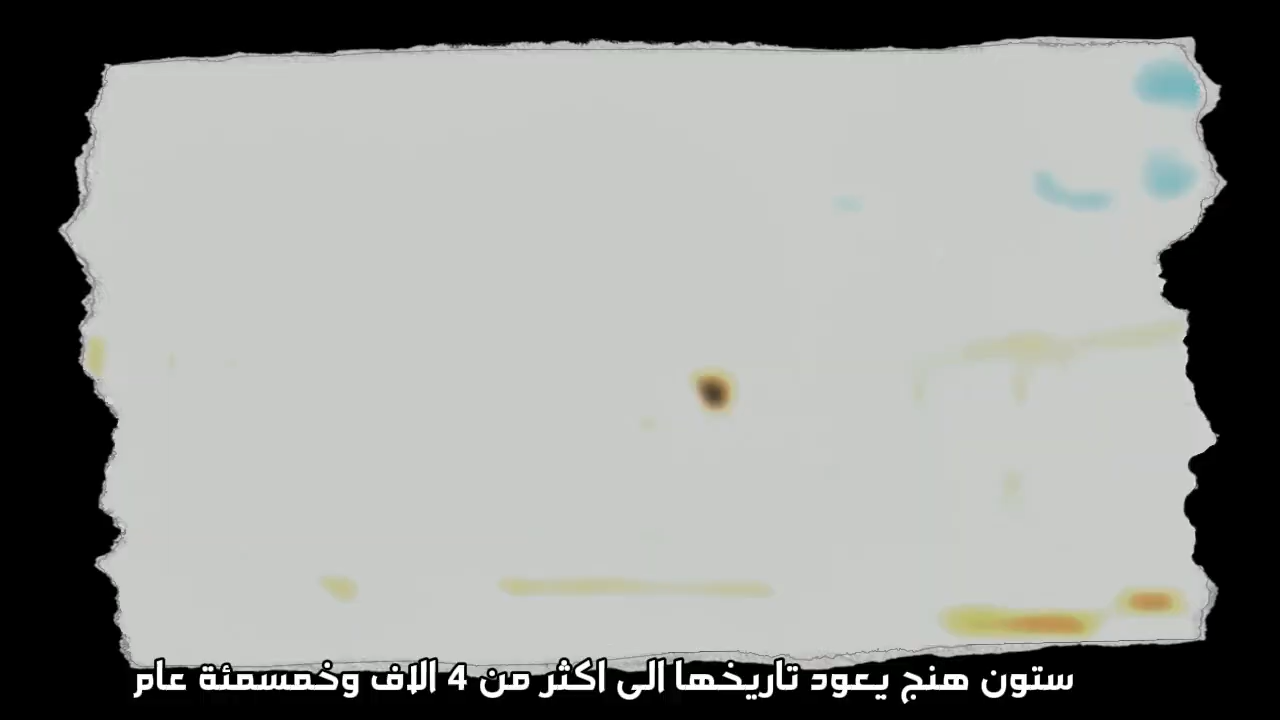 ستون هنج يعود تاريخها الى اكثر من 4 الاف وخمسمئة عام